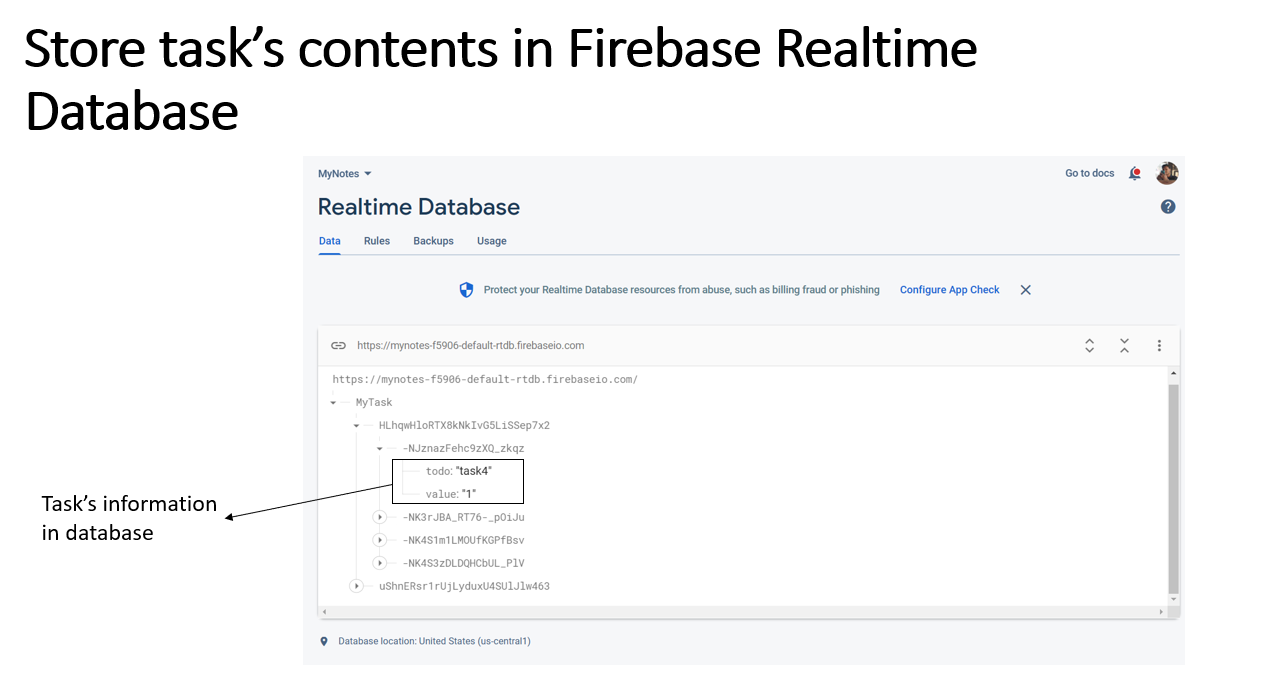 Store task’s contents in Firebase Realtime
Database
MyNotes
Go to docs
Realtime Database
Data Rules Backups Usage
Protect your Realtime Database resources from abuse, such as billing fraud or phishing Configure App Check
https://mynotes-f5906-default-rtdb.firebaseio.com
https://mynotes-f5906-default-rtdb.firebaseio.com/
MyTask
HLhqwHloRTX8kNkIvG5LiSSep7x2
-NJznazFehc9zXQ_zkqz
todo: "task4"
value: "1"
Task’s information
in database
-NK3rJBA_RT76-_pOiJu
-NK4S1m1LMOUfKGPfBsv
-NK4S3zDLDQHCbUL_PlV
uShnERsr1rUjLyduxU4SUlJlw463
Database location: United States (us-central1)